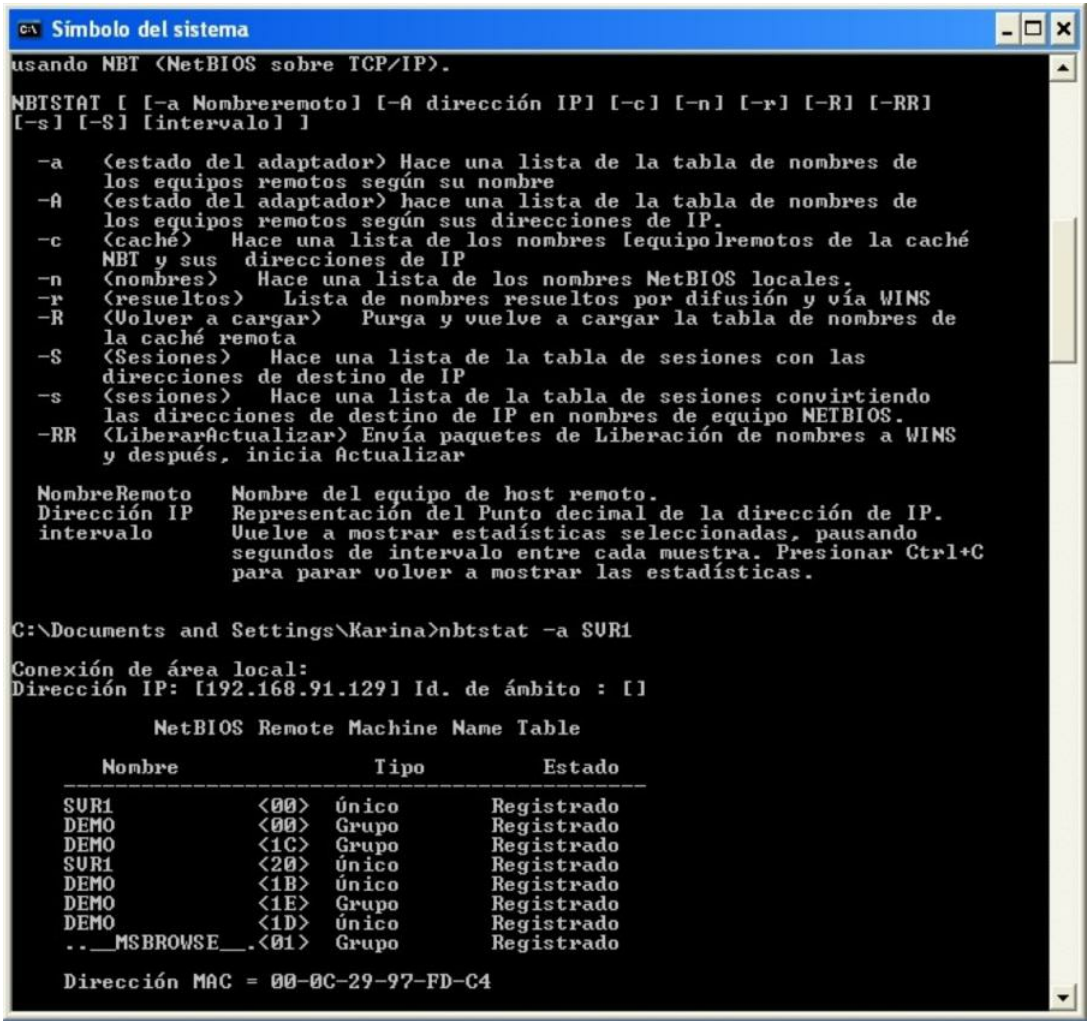 Símbolo del sistema
usando NBT (NetBIOS sobre TCP/IP).
NBTSTAT [ [-a Nombreremoto] [-A dirección IP] [-c] [-n] [-r] [-R] [-RR]
[-s] [-S] [intervalo] ]
-a (estado del adaptador) Hace una lista de la tabla de nombres de
los equipos remotos según su nombre
-A (estado del adaptador) hace una lista de la tabla de nombres de
los equipos remotos según sus direcciones de IP.
-c (caché) Hace una lista de los nombres [equipo]remotos de la caché
NBT y sus direcciones de IP
-n (nombres) Hace una lista de los nombres NetBIOS locales.
-r (resueltos) Lista de nombres resueltos por difusión y vía WINS
-R (Volver a cargar) Purga y vuelve a cargar la tabla de nombres de
la caché remota
-S (Sesiones) Hace una lista de la tabla de sesiones con las
direcciones de destino de IP
-s (sesiones) Hace una lista de la tabla de sesiones convirtiendo
las direcciones de destino de IP en nombres de equipo NETBIOS.
-RR (LiberarActualizar) Envía paquetes de Liberación de nombres a WINS
y después, inicia Actualizar
NombreRemoto Nombre del equipo de host remoto.
Dirección IP Representación del Punto decimal de la dirección de IP.
intervalo Vuelve a mostrar estadísticas seleccionadas, pausando
segundos de intervalo entre cada muestra. Presionar Ctrl+C
para parar volver a mostrar las estadísticas.
C:\Documents and Settings\Karina>nbtstat -a SVR1
Conexión de área local:
Dirección IP: [192.168.91.129] Id. de ámbito : []
NetBIOS Remote Machine Name Table
Nombre Tipo Estado
---------------------------------------------
SVR1 <00> Único Registrado
DEMO <00> Grupo Registrado
DEMO <1C> Grupo Registrado
SVR1 <20> Único Registrado
DEMO <1B> Único Registrado
DEMO <1E> Grupo Registrado
DEMO <1D> Único Registrado
..__MSBROWSE__.<01> Grupo Registrado
Dirección MAC = 00-0C-29-97-FD-C4